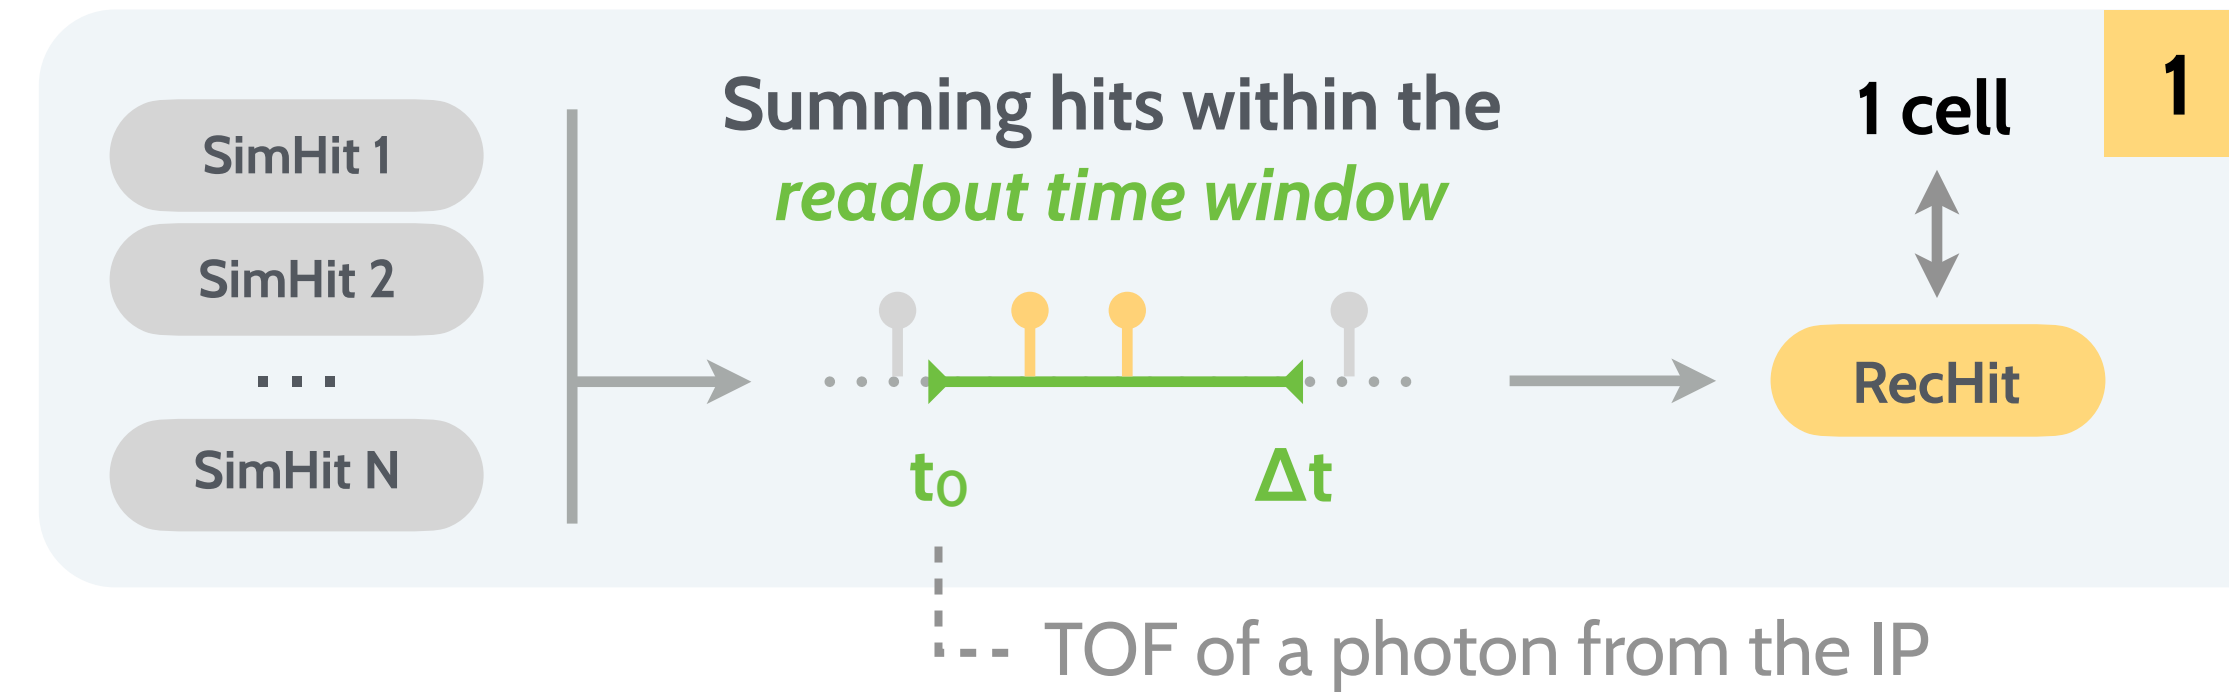 SimHit 1
SimHit 2
...
SimHit N
Summing hits within the
readout time window
t₀
Δt
TOF of a photon from the IP
1 cell
RecHit
1